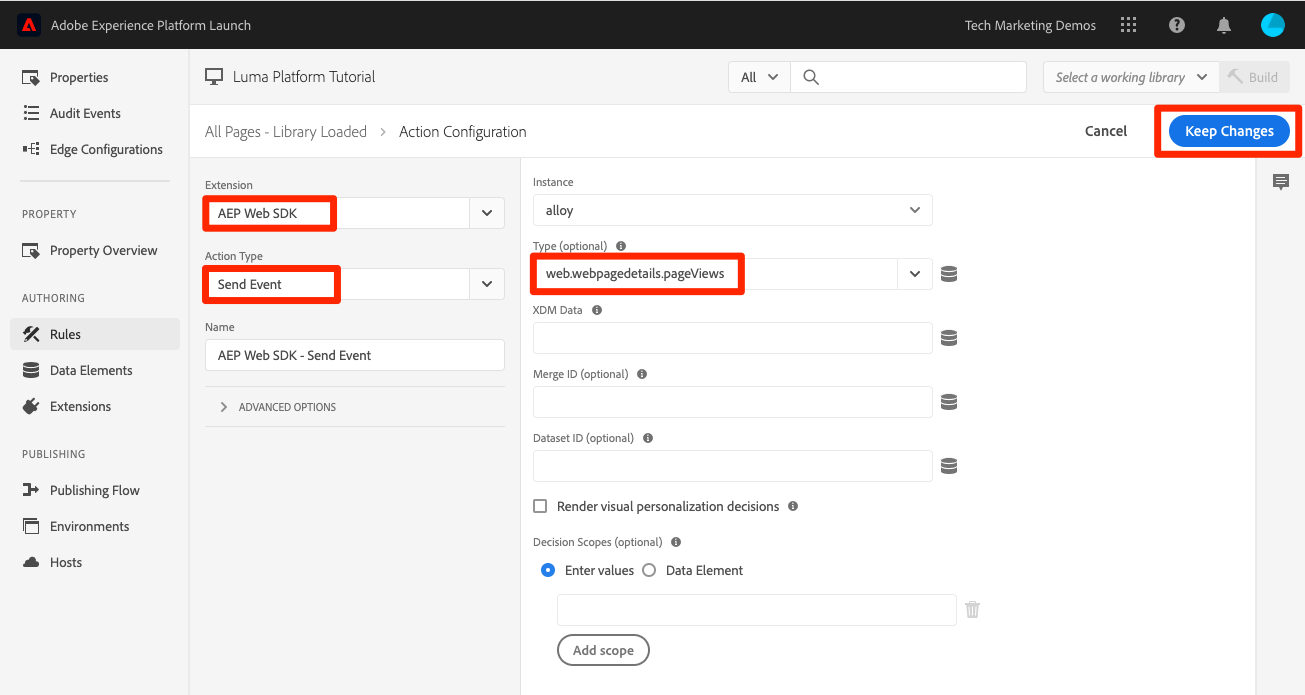 Adobe Experience Platform Launch
Tech Marketing Demos
Properties
Audit Events
Edge Configurations
PROPERTY
Property Overview
AUTHORING
Rules
Data Elements
Extensions
PUBLISHING
Publishing Flow
Environments
Hosts
Luma Platform Tutorial
All
Select a working library
Build
All Pages - Library Loaded > Action Configuration
Cancel
Keep Changes
Extension
AEP Web SDK
Action Type
Send Event
Name
AEP Web SDK - Send Event
ADVANCED OPTIONS
Instance
alloy
Type (optional)
web.webpagedetails.pageViews
XDM Data
Merge ID (optional)
Dataset ID (optional)
Render visual personalization decisions
Decision Scopes (optional)
Enter values
Data Element
Add scope